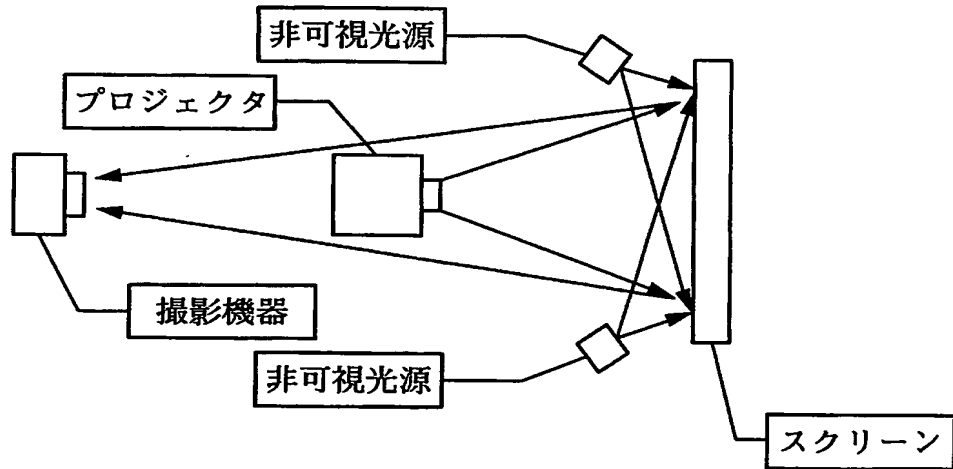 非可視光源
プロジェクタ
撮影機器
非可視光源
スクリーン